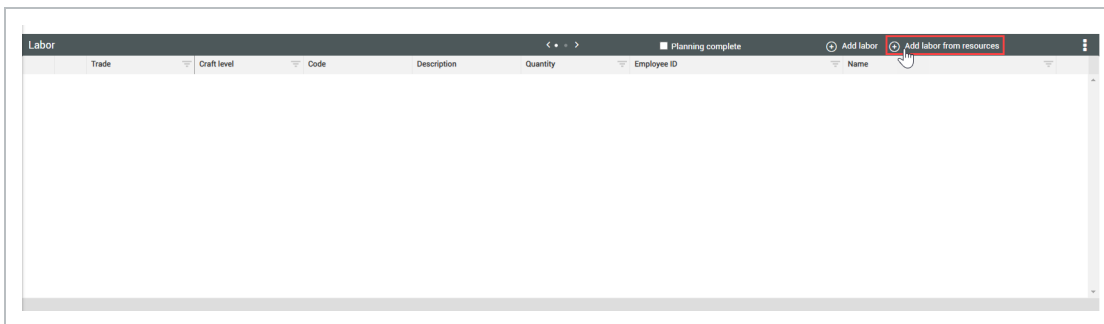 Labor Planning complete Add labor Add labor from resources
Trade Craft level Code Description Quantity Employee ID Name